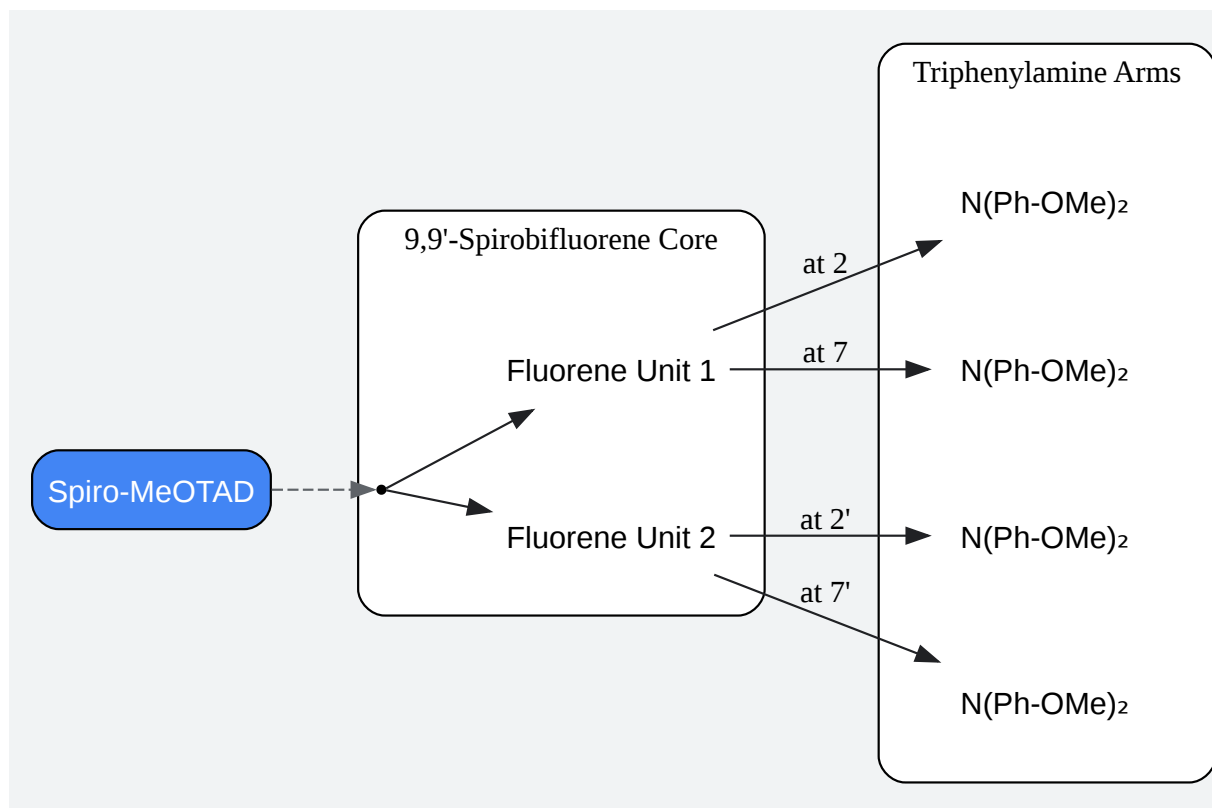 Triphenylamine Arms
N(Ph-OMe)₂
9,9'-Spirobifluorene Core
at 2
Fluorene Unit 1
at 7
N(Ph-OMe)₂
Spiro-MeOTAD
Fluorene Unit 2
at 2'
N(Ph-OMe)₂
at 7'
N(Ph-OMe)₂